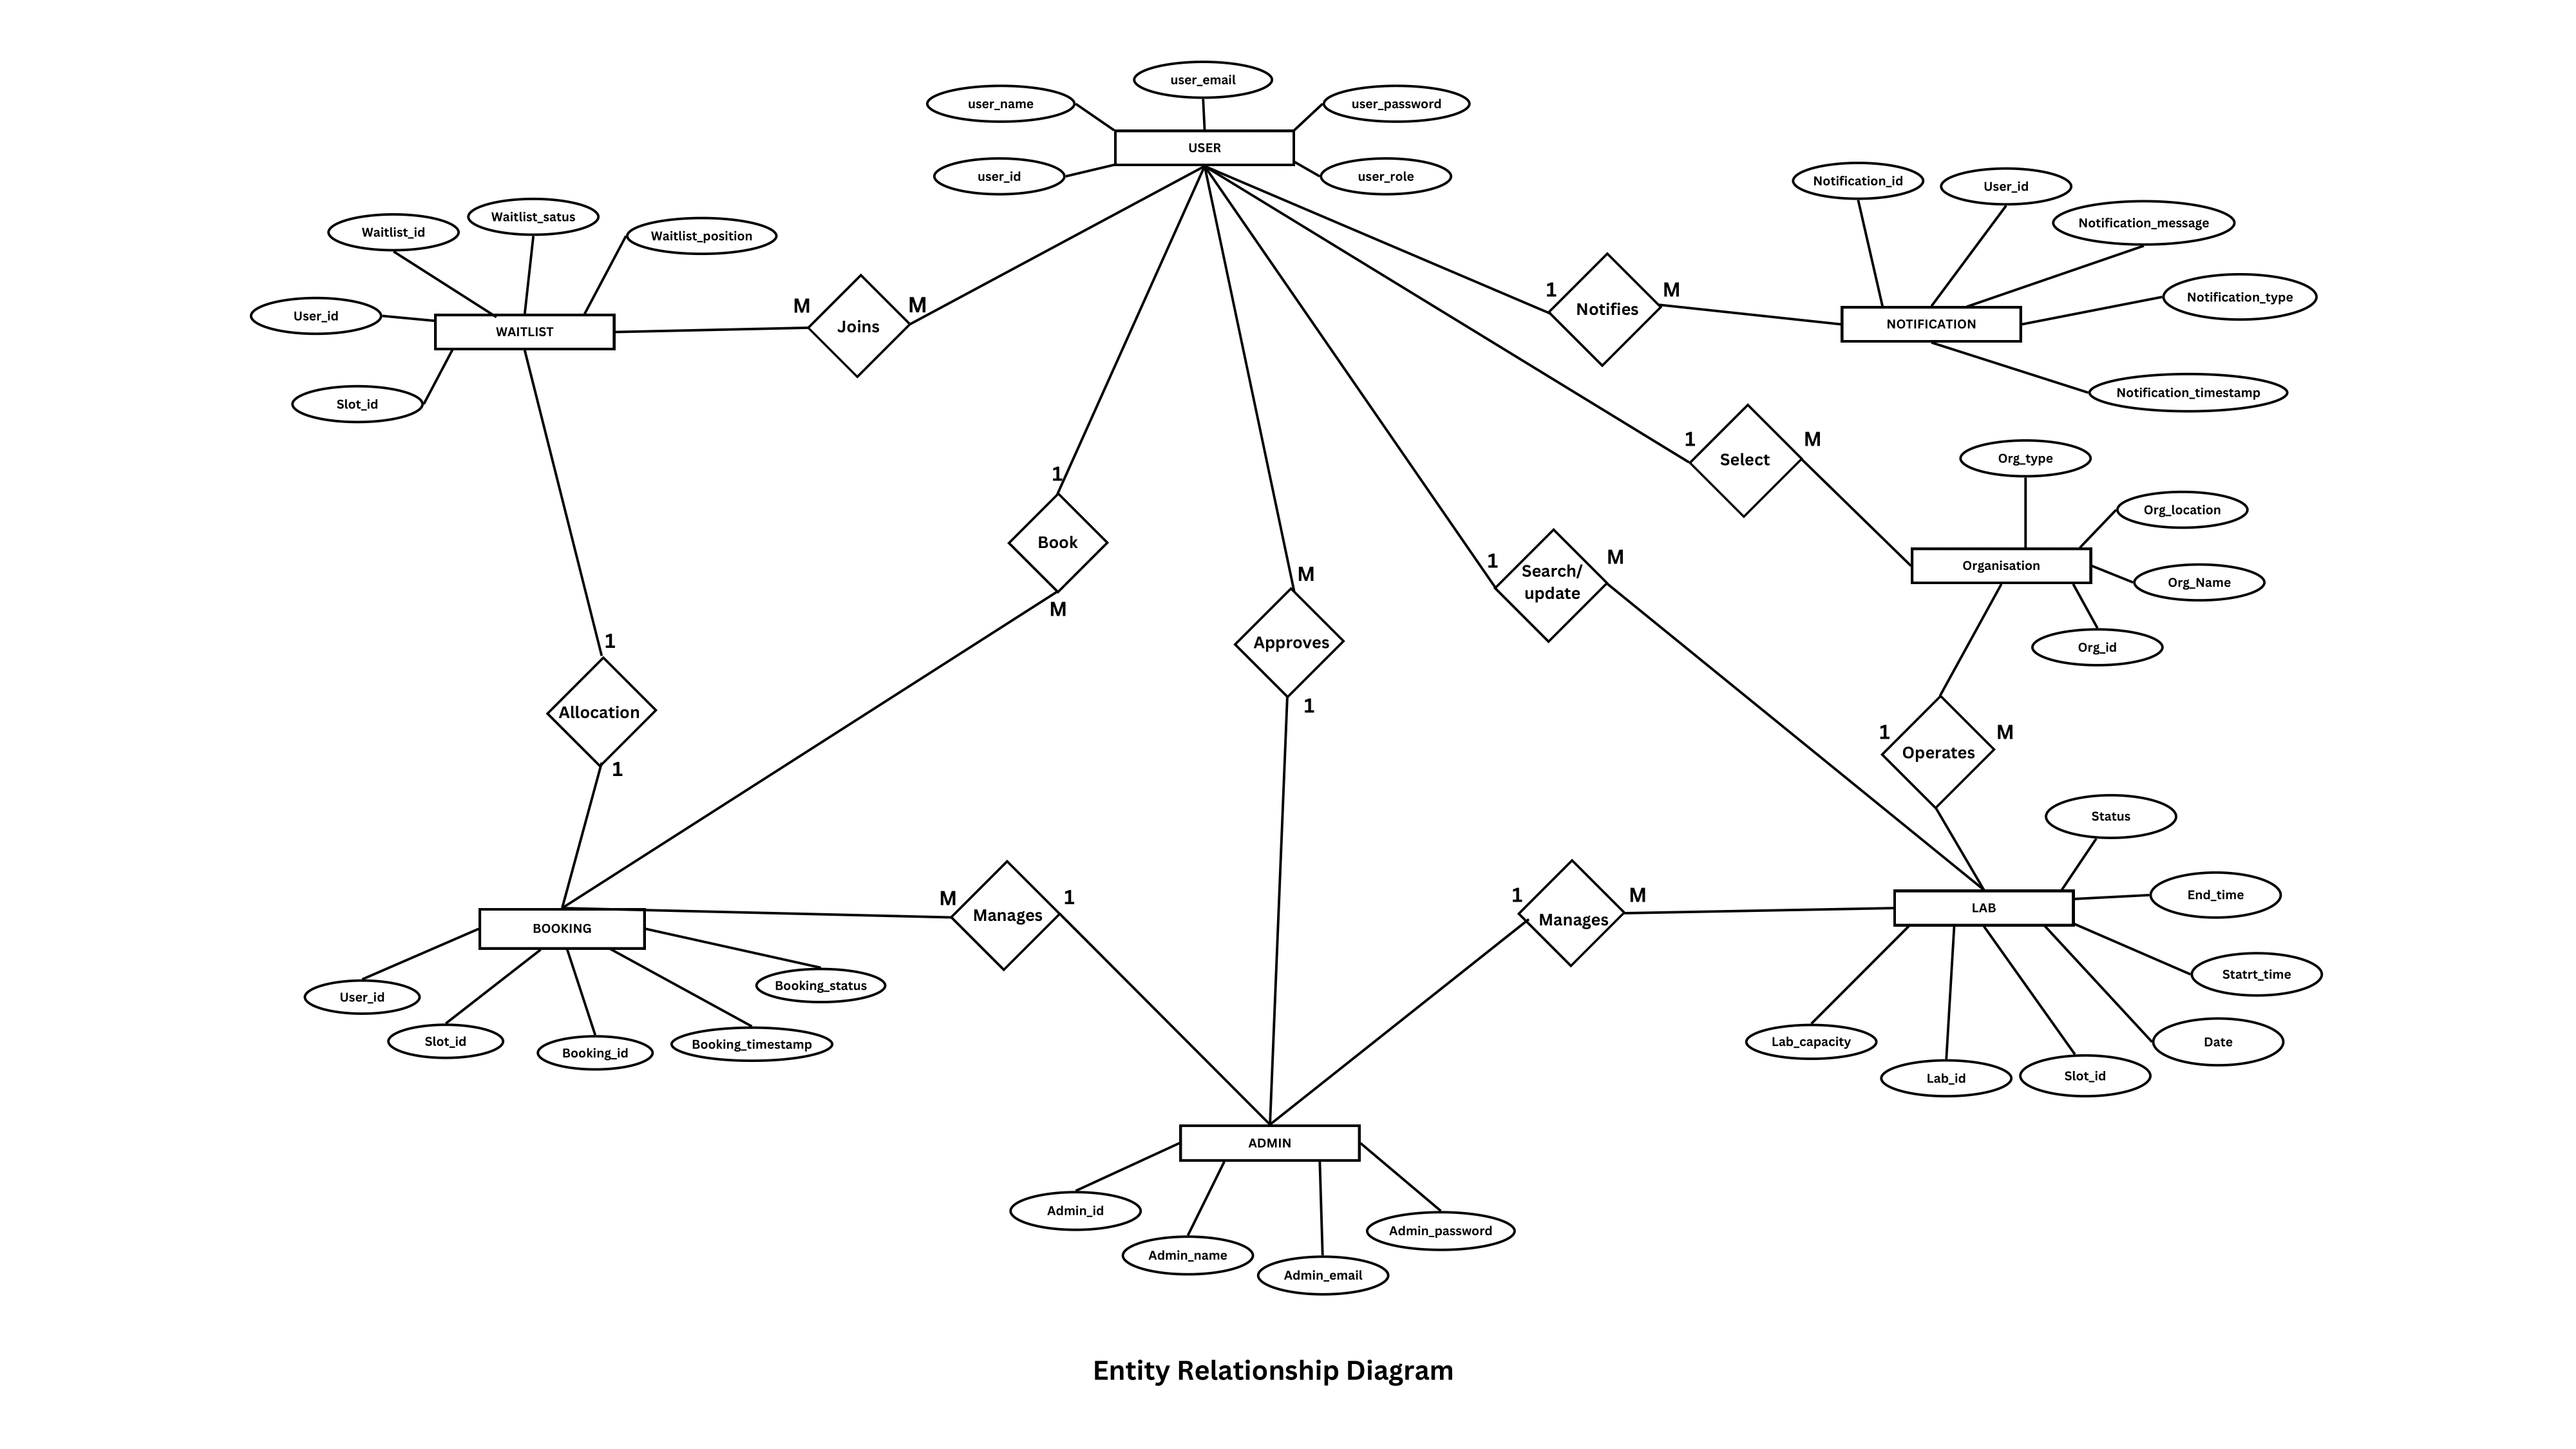 user_email
user_name
user_password
USER
user_id
user_role
Notification_id
User_id
Notification_message
Waitlist_satus
Waitlist_id
Waitlist_position
1
M
Notification_type
Notifies
M
M
User_id
Joins
WAITLIST
NOTIFICATION
Notification_timestamp
Slot_id
1
M
Select
Org_type
1
Org_location
Book
1
M
Search/
update
Organisation
M
Org_Name
M
1
Approves
Org_id
1
Allocation
1
M
Operates
1
Status
M
1
Manages
1
M
Manages
End_time
LAB
BOOKING
Statrt_time
Booking_status
User_id
Slot_id
Booking_id
Booking_timestamp
Lab_capacity
Date
Lab_id
Slot_id
ADMIN
Admin_id
Admin_password
Admin_name
Admin_email
Entity Relationship Diagram